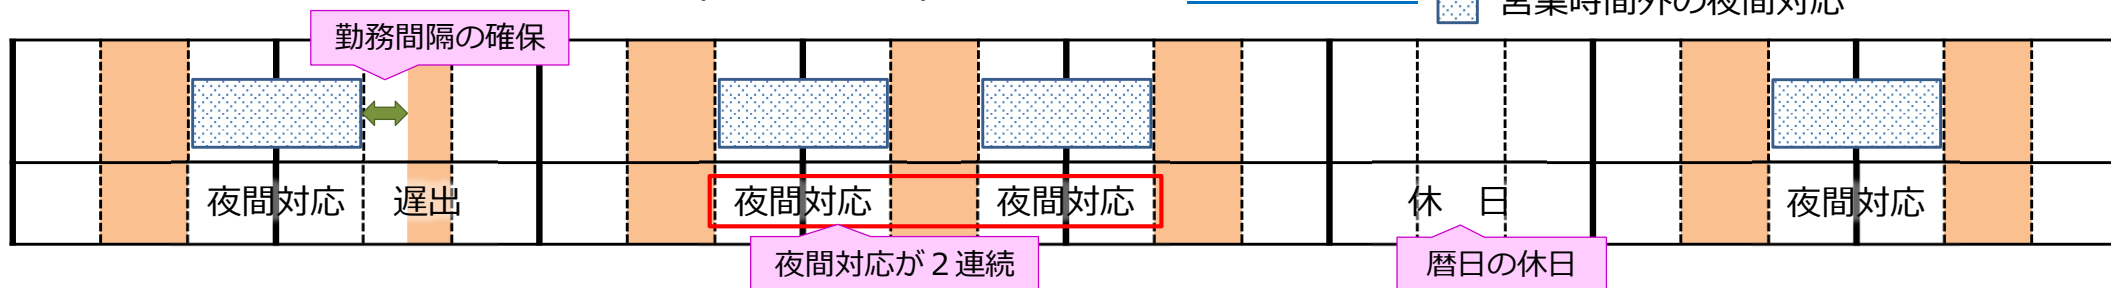 営業時間外の夜間対応
勤務間隔の確保
夜間対応 遅出 夜間対応 夜間対応 休 日 夜間対応
夜間対応が２連続
暦日の休日